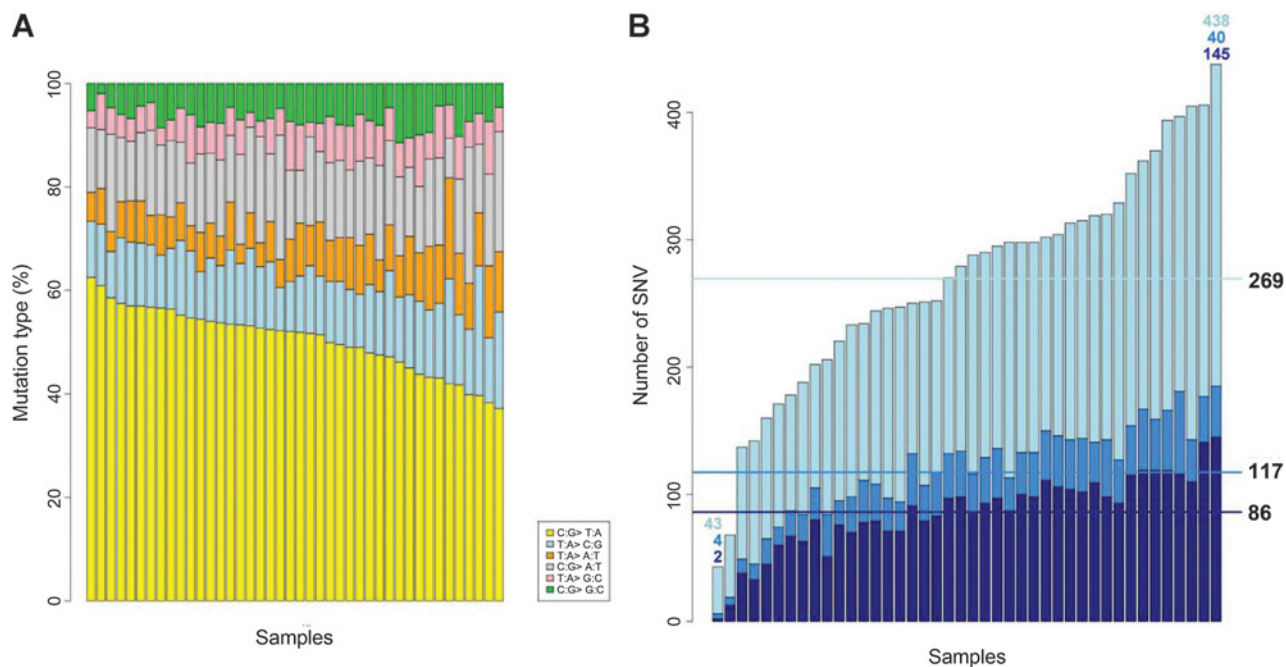 A
Mutation type (%)
100
80
60
40
20
0
Samples
C:G> T:A
T:A> C:G
T:A> A:T
C:G> A:T
T:A> G:C
C:G> G:C
B
Number of SNV
400
300
200
100
0
43
4
2
438
40
145
269
117
86
Samples